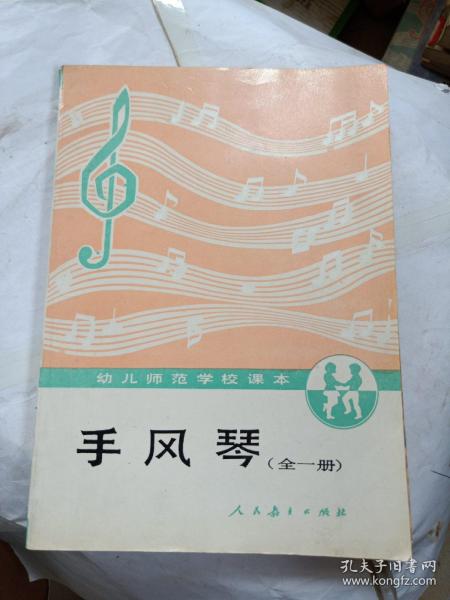 幼儿师范学校课本
手风琴(全一册)
人民教育出版社
孔夫子旧书网
www.kongfz.com